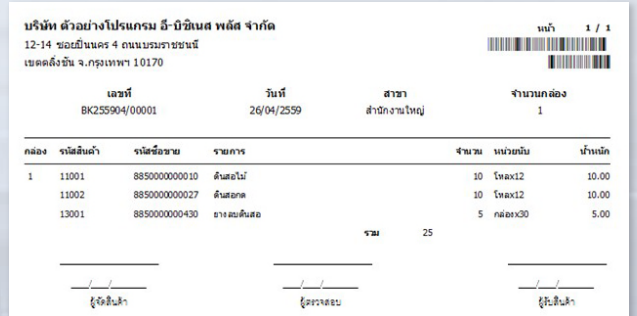 บริษัท ตัวอย่างโปรแกรม อี-บิซิเนส พลัส จำกัด
หน้า 1 / 1
12-14 ซอยปิ่นนคร 4 ถนนบรมราชชนนี
เขตตลิ่งชัน จ.กรุงเทพฯ 10170
เลขที่ วันที่ สาขา จำนวนกล่อง
BK255904/00001 26/04/2559 สำนักงานใหญ่ 1
กล่อง รหัสสินค้า รหัสซื้อขาย รายการ จำนวน หน่วยนับ น้ำหนัก
1 11001 8850000000010 ดินสอไม้ 10 โหลx12 10.00
11002 8850000000027 ดินสอกด 10 โหลx12 10.00
13001 8850000000430 ยางลบดินสอ 5 กล่องx30 5.00
รวม 25
__/__/____ __/__/____ __/__/____
ผู้จัดสินค้า ผู้ตรวจสอบ ผู้รับสินค้า